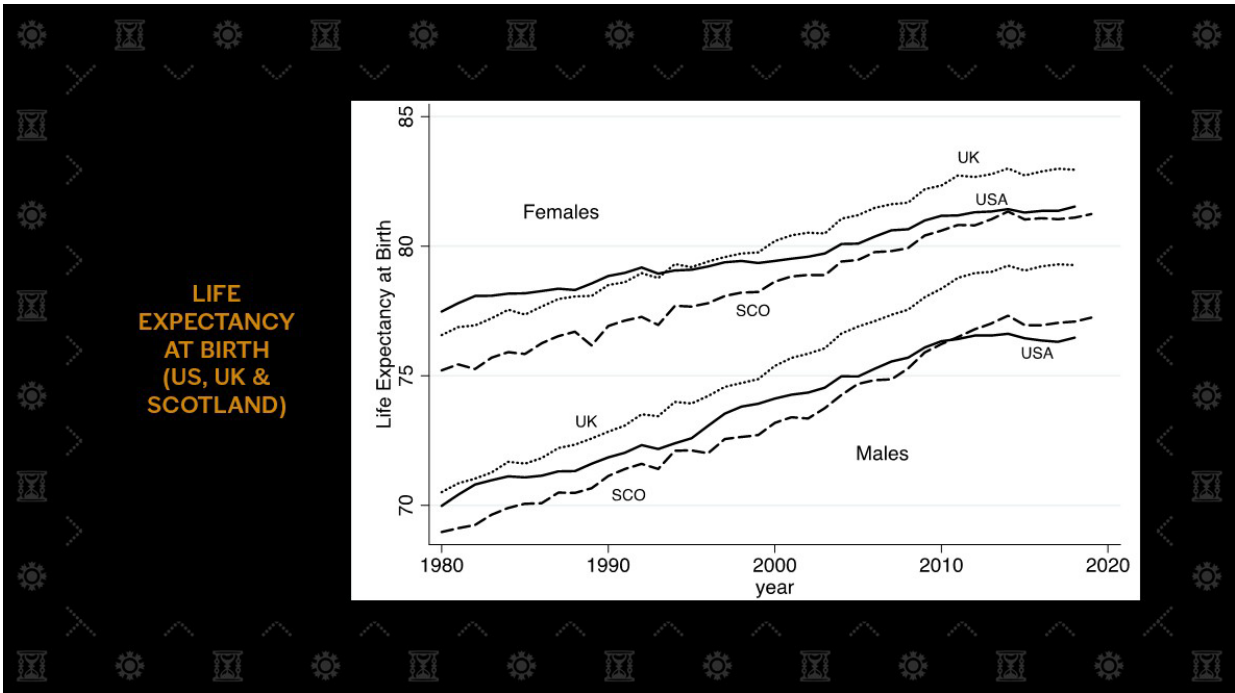 LIFE
EXPECTANCY
AT BIRTH
(US, UK &
SCOTLAND)
Life Expectancy at Birth
85
80
75
70
Females
UK
USA
SCO
UK
USA
SCO
Males
1980
1990
2000
2010
2020
year